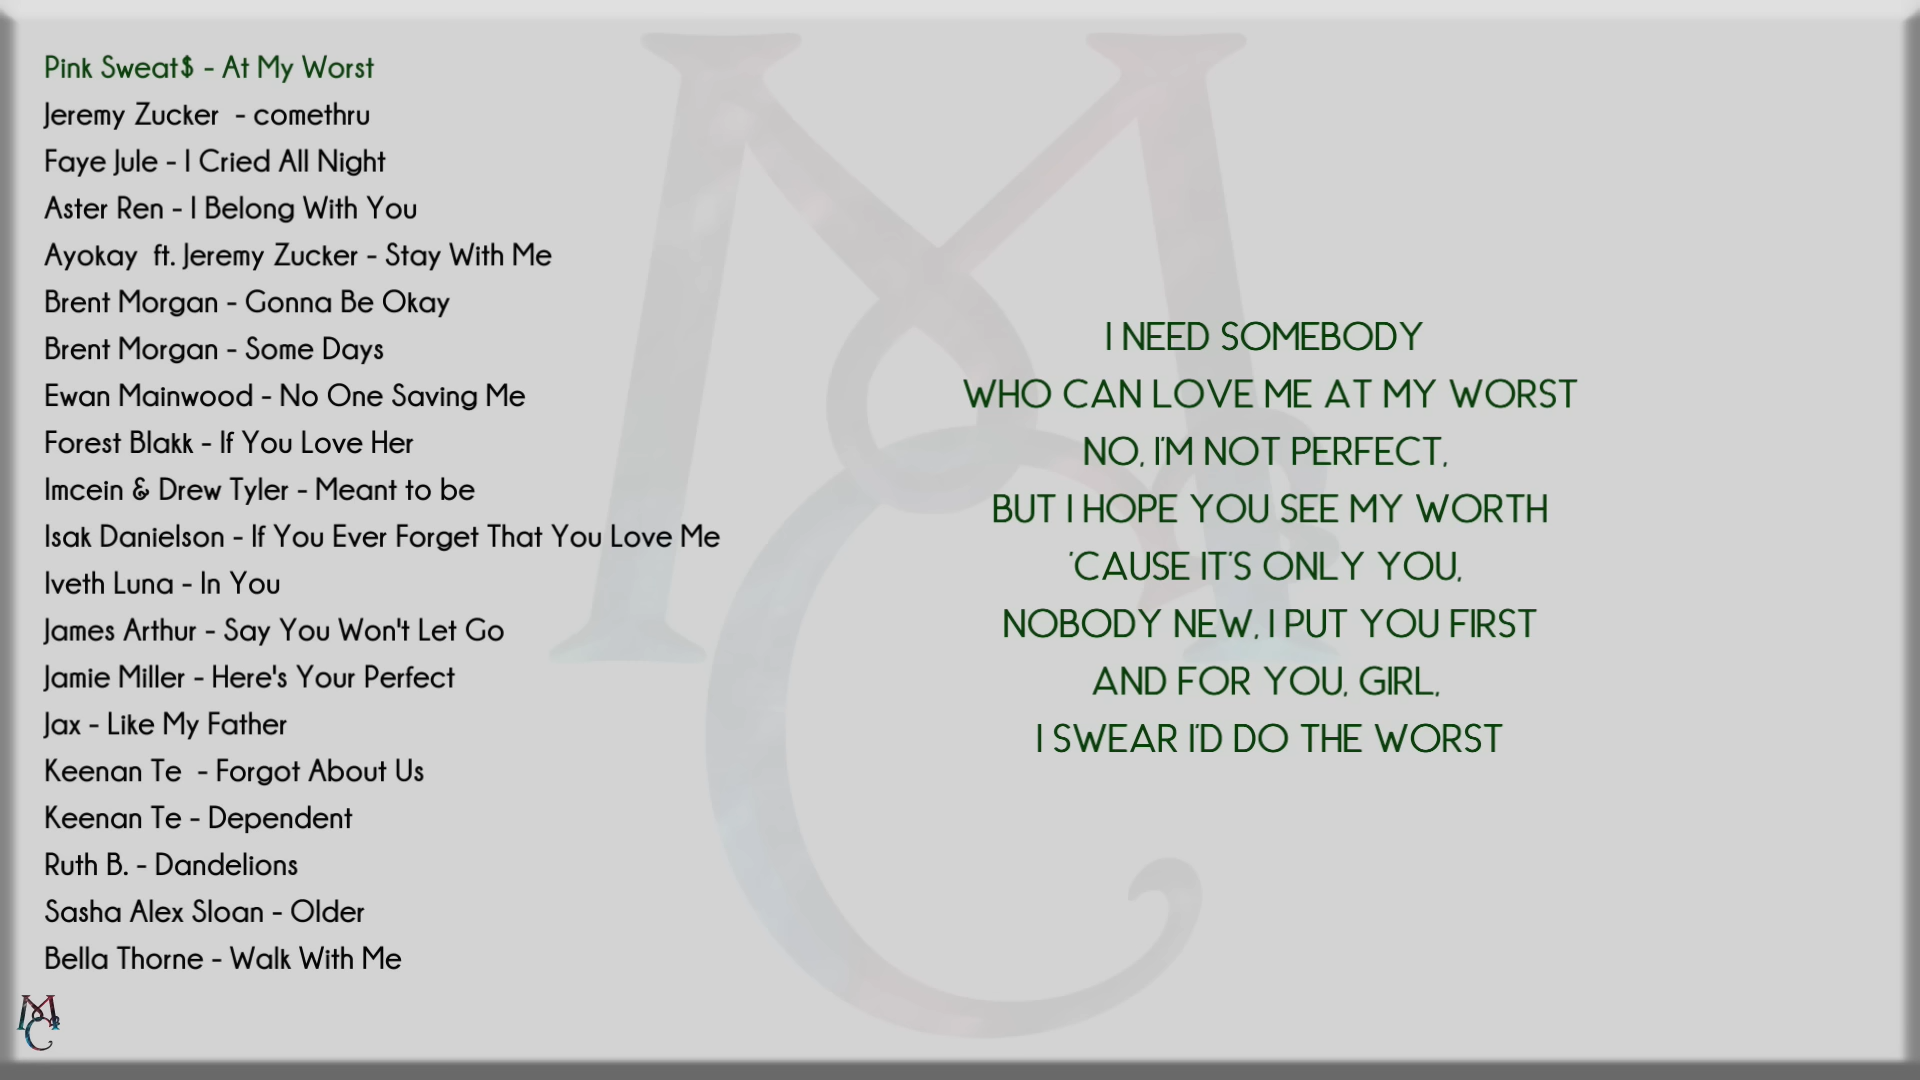 Pink Sweat$ - At My Worst
Jeremy Zucker - comethru
Faye Jule - I Cried All Night
Aster Ren - I Belong With You
Ayokay ft. Jeremy Zucker - Stay With Me
Brent Morgan - Gonna Be Okay
Brent Morgan - Some Days
Ewan Mainwood - No One Saving Me
Forest Blakk - If You Love Her
Imcein & Drew Tyler - Meant to be
Isak Danielson - If You Ever Forget That You Love Me
Iveth Luna - In You
James Arthur - Say You Won't Let Go
Jamie Miller - Here's Your Perfect
Jax - Like My Father
Keenan Te - Forgot About Us
Keenan Te - Dependent
Ruth B. - Dandelions
Sasha Alex Sloan - Older
Bella Thorne - Walk With Me
I NEED SOMEBODY
WHO CAN LOVE ME AT MY WORST
NO, I'M NOT PERFECT,
BUT I HOPE YOU SEE MY WORTH
'CAUSE IT'S ONLY YOU,
NOBODY NEW, I PUT YOU FIRST
AND FOR YOU, GIRL,
I SWEAR I'D DO THE WORST